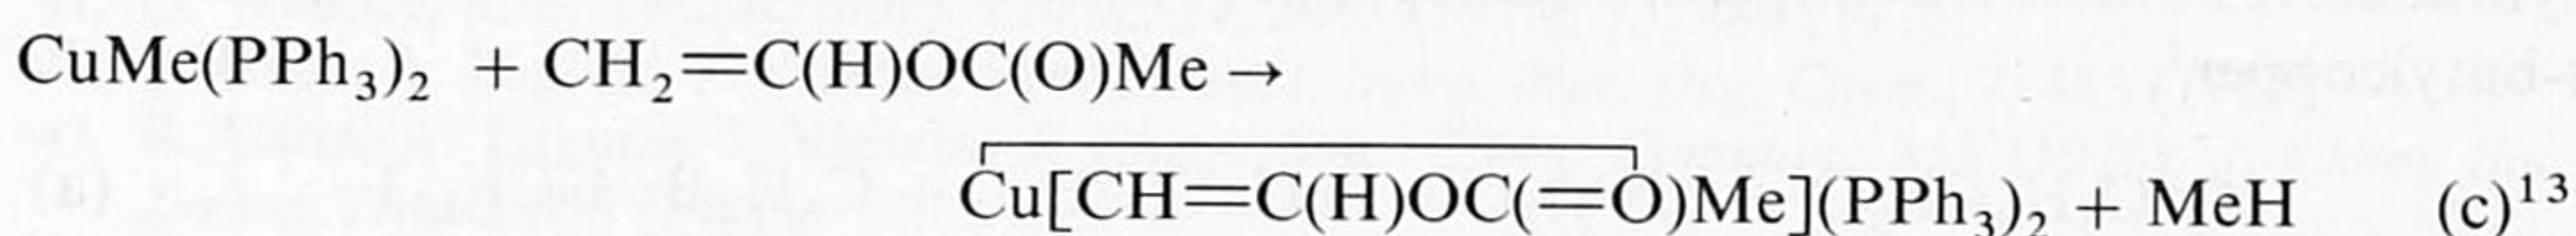 CuMe(PPh₃)₂ + CH₂=C(H)OC(O)Me →
Cu[CH=C(H)OC(=O)Me](PPh₃)₂ + MeH (c)¹³